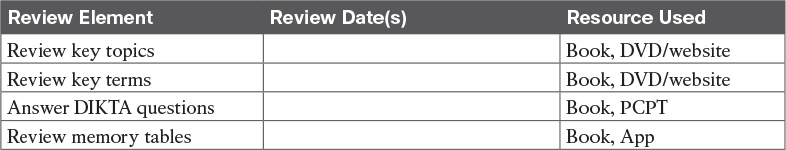 Review Element Review Date(s) Resource Used
Review key topics Book, DVD/website
Review key terms Book, DVD/website
Answer DIKTA questions Book, PCPT
Review memory tables Book, App